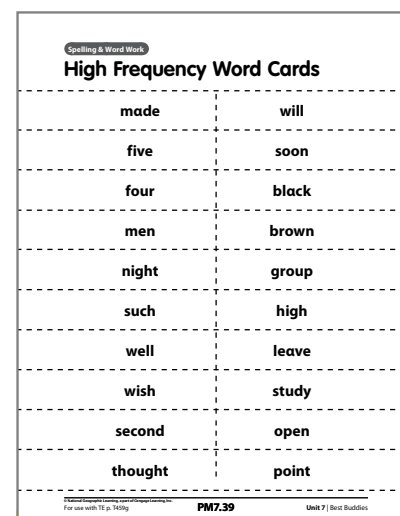 Spelling & Word Work
High Frequency Word Cards
made will
five soon
four black
men brown
night group
such high
well leave
wish study
second open
thought point
© National Geographic Learning, a part of Cengage Learning, Inc.
For use with TE p. T459g PM7.39 Unit 7 | Best Buddies